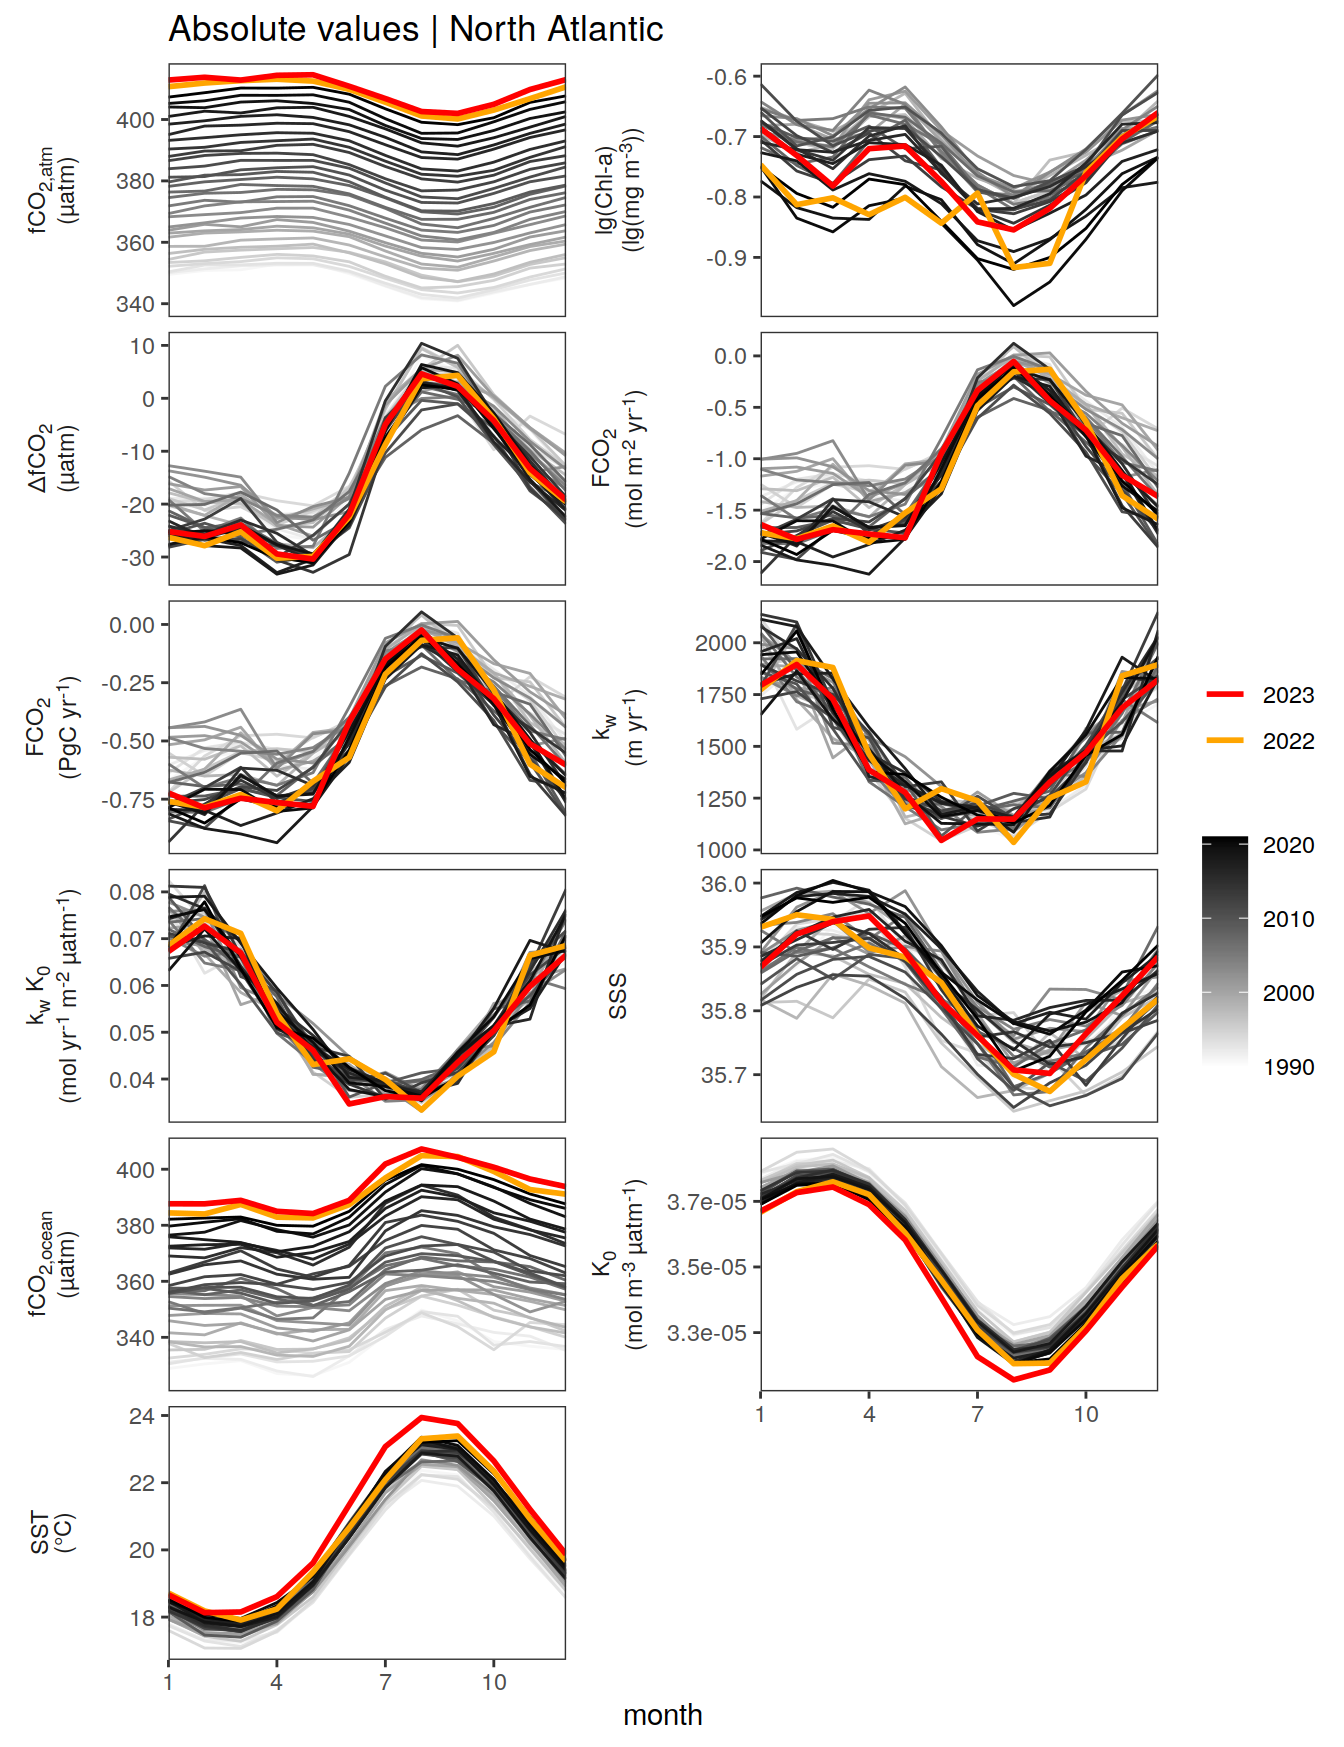 Absolute values | North Atlantic
fCO2,atm
(µatm)
400
380
360
340
lg(Chl-a)
(lg(mg m-3))
-0.6
-0.7
-0.8
-0.9
ΔfCO2
(µatm)
10
0
-10
-20
-30
FCO2
(mol m-2 yr-1)
0.0
-0.5
-1.0
-1.5
-2.0
FCO2
(PgC yr-1)
0.00
-0.25
-0.50
-0.75
kw
(m yr-1)
2000
1750
1500
1250
1000
kw K0
(mol yr-1 m-2 µatm-1)
0.08
0.07
0.06
0.05
0.04
SSS
36.0
35.9
35.8
35.7
fCO2,ocean
(µatm)
400
380
360
340
K0
(mol m-3 µatm-1)
3.7e-05
3.5e-05
3.3e-05
1 4 7 10
SST
(°C)
24
22
20
18
1 4 7 10
month
2023
2022
2020
2010
2000
1990